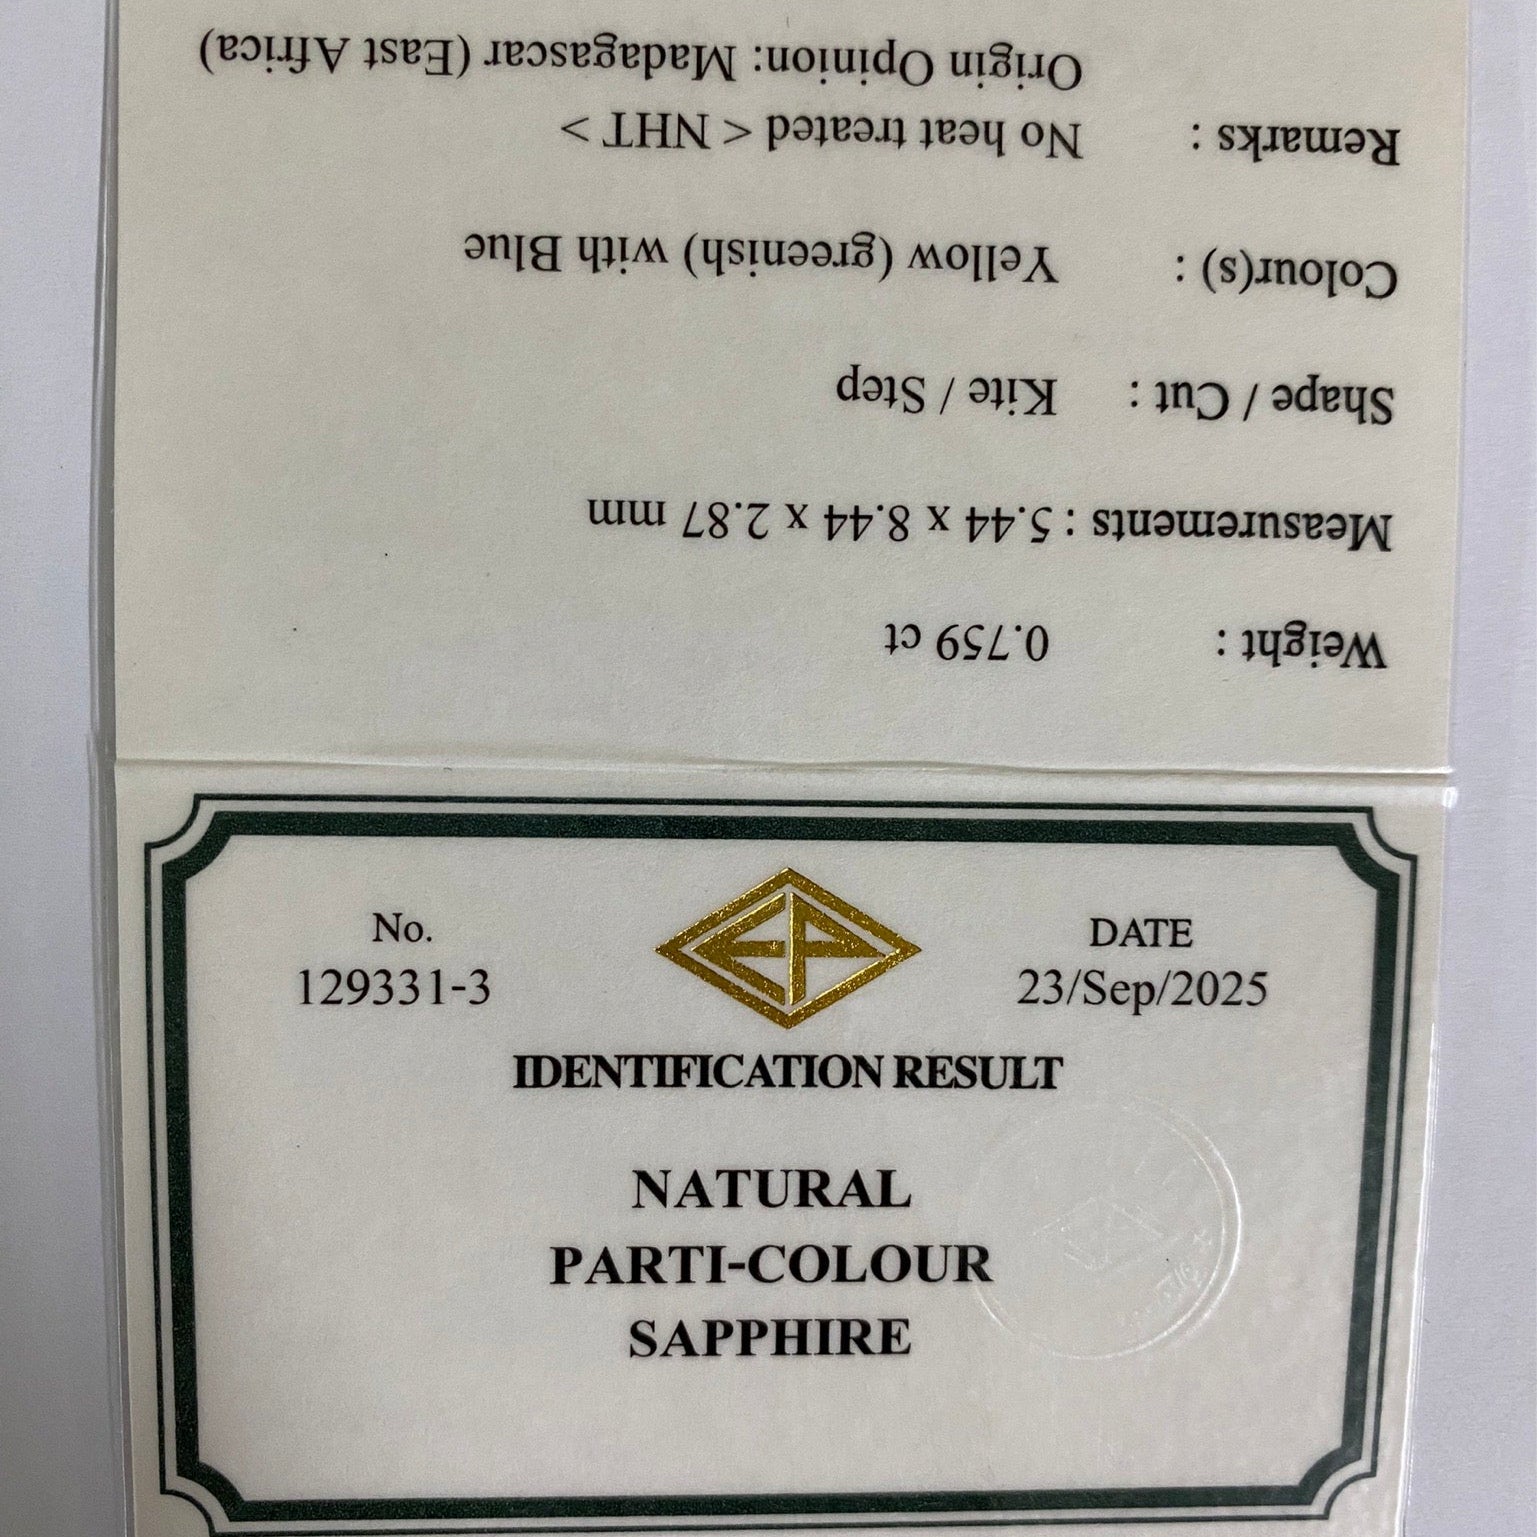 No.
129331-3
EP
DATE
23/Sep/2025
IDENTIFICATION RESULT
NATURAL
PARTI-COLOUR
SAPPHIRE
Weight : 0.759 ct
Measurements : 5.44 x 8.44 x 2.87 mm
Shape / Cut : Kite / Step
Colour(s) : Yellow (greenish) with Blue
Remarks : No heat treated < NHT >
Origin Opinion: Madagascar (East Africa)